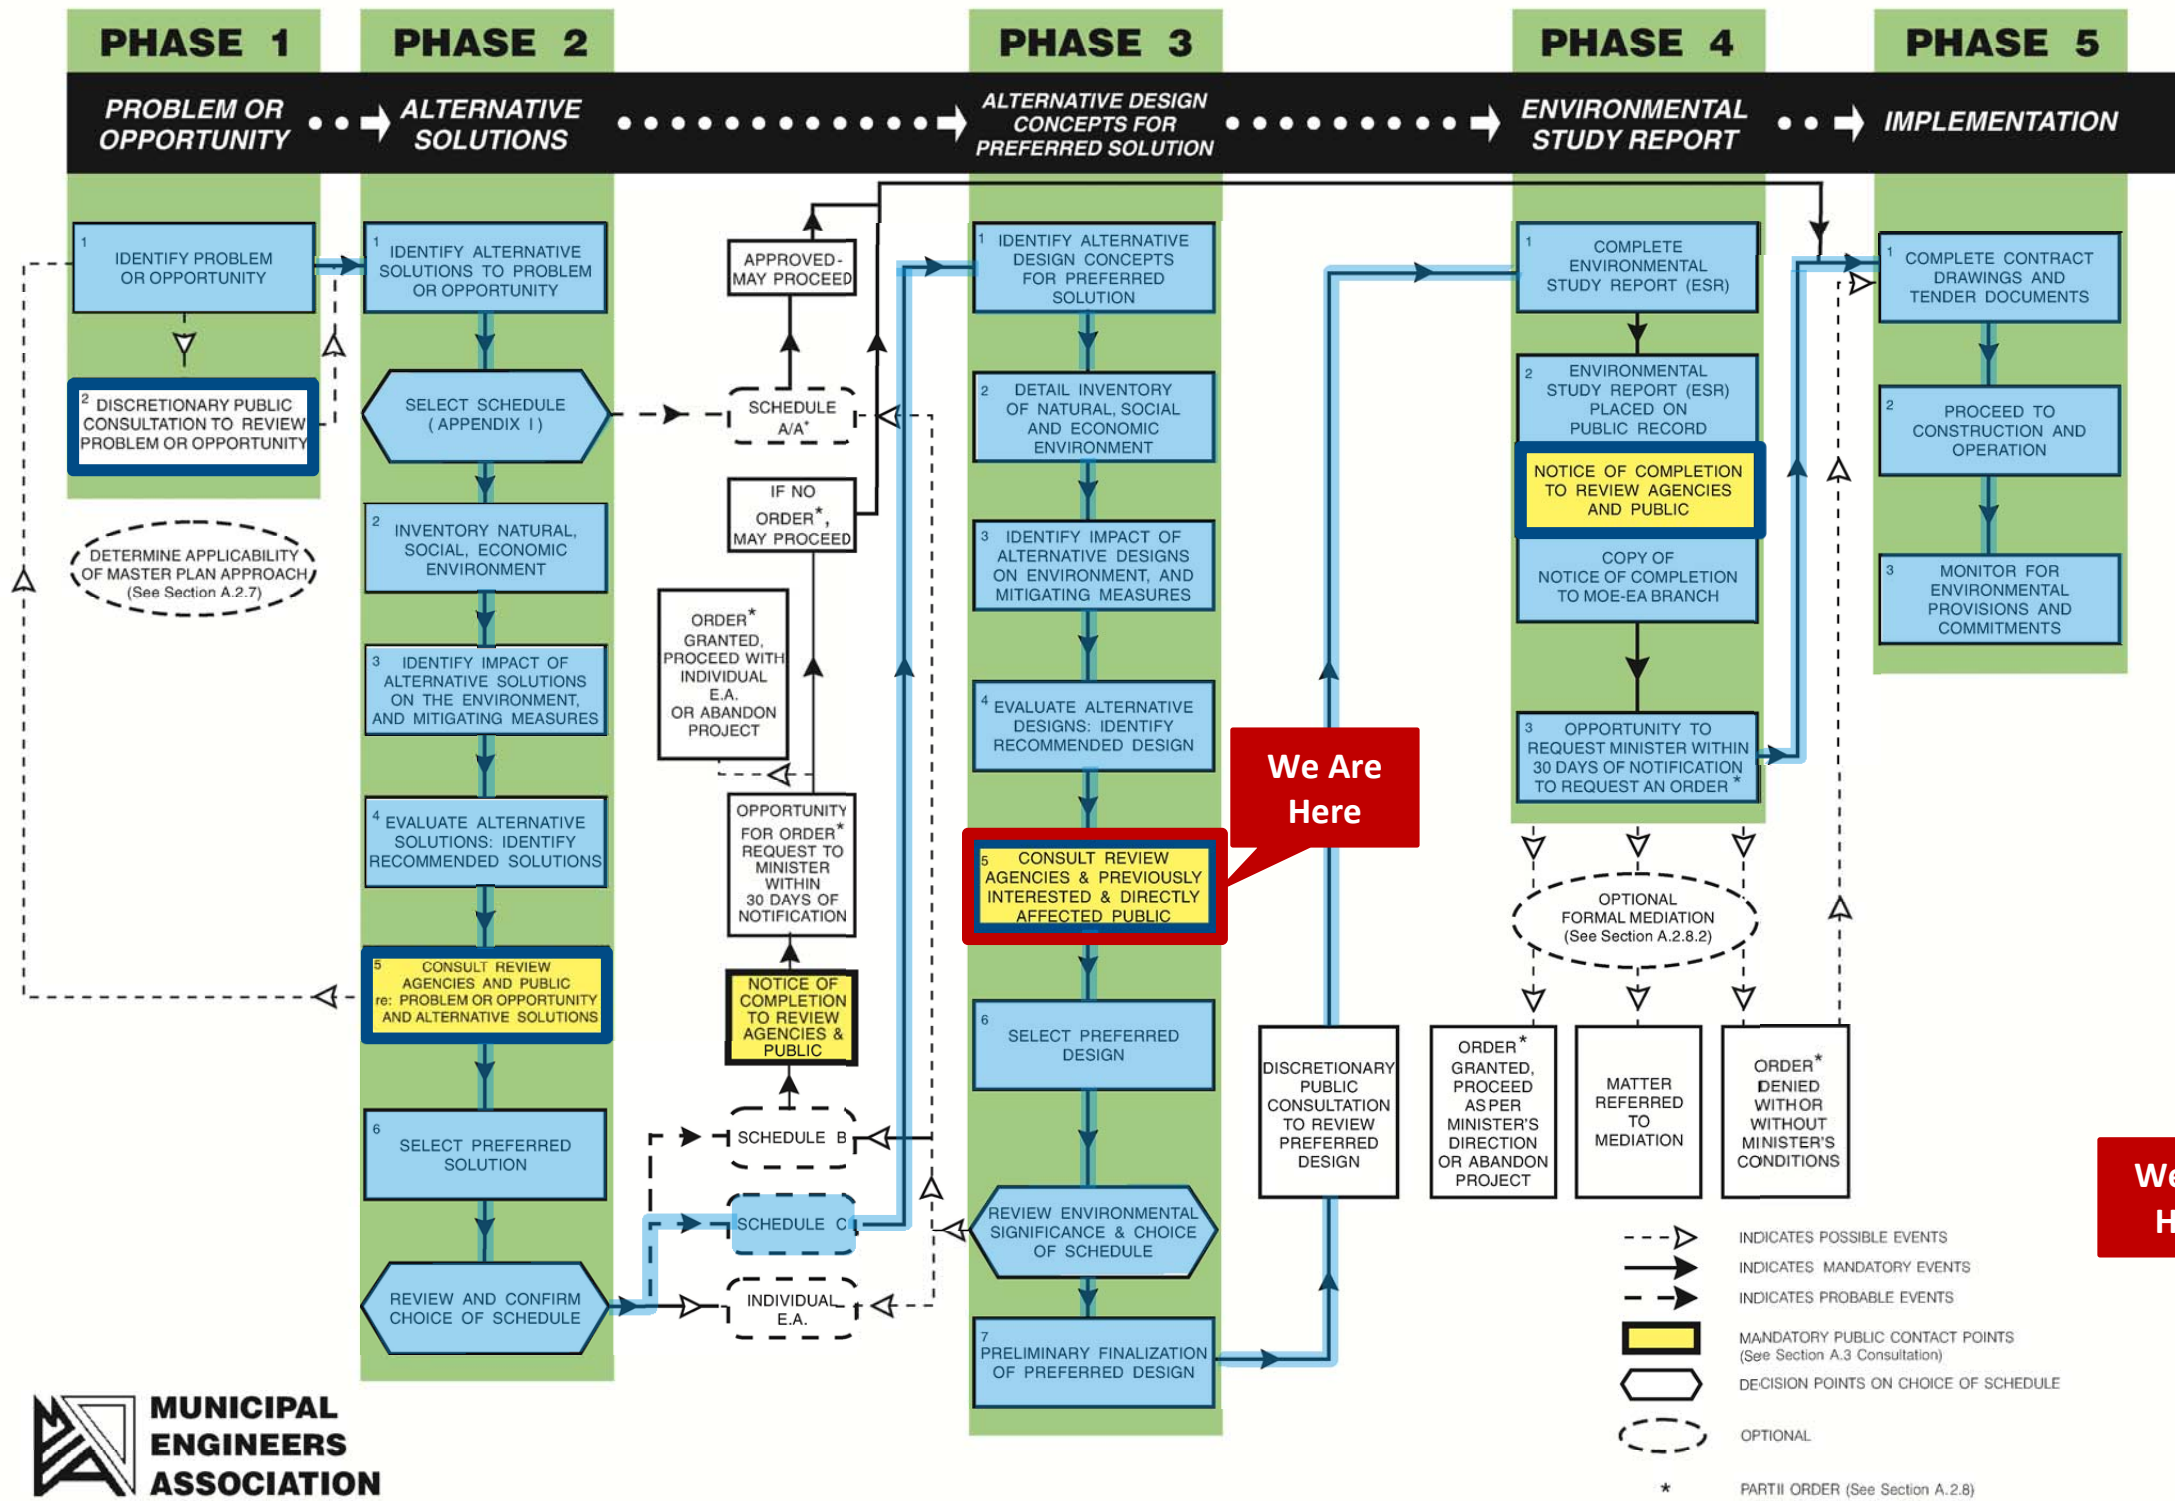 PHASE 1
PROBLEM OR
OPPORTUNITY
1
IDENTIFY PROBLEM
OR OPPORTUNITY
2 DISCRETIONARY PUBLIC
CONSULTATION TO REVIEW
PROBLEM OR OPPORTUNITY
DETERMINE APPLICABILITY
OF MASTER PLAN APPROACH
(See Section A.2.7)
PHASE 2
ALTERNATIVE
SOLUTIONS
1
IDENTIFY ALTERNATIVE
SOLUTIONS TO PROBLEM
OR OPPORTUNITY
SELECT SCHEDULE
( APPENDIX I )
2
INVENTORY NATURAL,
SOCIAL, ECONOMIC
ENVIRONMENT
3 IDENTIFY IMPACT OF
ALTERNATIVE SOLUTIONS
ON THE ENVIRONMENT,
AND MITIGATING MEASURES
4 EVALUATE ALTERNATIVE
SOLUTIONS: IDENTIFY
RECOMMENDED SOLUTIONS
5 CONSULT REVIEW
AGENCIES AND PUBLIC
re: PROBLEM OR OPPORTUNITY
AND ALTERNATIVE SOLUTIONS
6
SELECT PREFERRED
SOLUTION
REVIEW AND CONFIRM
CHOICE OF SCHEDULE
APPROVED-
MAY PROCEED
SCHEDULE
A/A+
IF NO
ORDER*,
MAY PROCEED
ORDER*
GRANTED,
PROCEED WITH
INDIVIDUAL
E.A.
OR ABANDON
PROJECT
OPPORTUNITY
FOR ORDER*
REQUEST TO
MINISTER
WITHIN
30 DAYS OF
NOTIFICATION
NOTICE OF
COMPLETION
TO REVIEW
AGENCIES &
PUBLIC
SCHEDULE B
SCHEDULE C
INDIVIDUAL
E.A.
PHASE 3
ALTERNATIVE DESIGN
CONCEPTS FOR
PREFERRED SOLUTION
1 IDENTIFY ALTERNATIVE
DESIGN CONCEPTS
FOR PREFERRED
SOLUTION
2 DETAIL INVENTORY
OF NATURAL, SOCIAL
AND ECONOMIC
ENVIRONMENT
3 IDENTIFY IMPACT OF
ALTERNATIVE DESIGNS
ON ENVIRONMENT, AND
MITIGATING MEASURES
4 EVALUATE ALTERNATIVE
DESIGNS: IDENTIFY
RECOMMENDED DESIGN
5 CONSULT REVIEW
AGENCIES & PREVIOUSLY
INTERESTED & DIRECTLY
AFFECTED PUBLIC
We Are
Here
6
SELECT PREFERRED
DESIGN
REVIEW ENVIRONMENTAL
SIGNIFICANCE & CHOICE
OF SCHEDULE
7
PRELIMINARY FINALIZATION
OF PREFERRED DESIGN
DISCRETIONARY
PUBLIC
CONSULTATION
TO REVIEW
PREFERRED
DESIGN
PHASE 4
ENVIRONMENTAL
STUDY REPORT
1
COMPLETE
ENVIRONMENTAL
STUDY REPORT (ESR)
2 ENVIRONMENTAL
STUDY REPORT (ESR)
PLACED ON
PUBLIC RECORD
NOTICE OF COMPLETION
TO REVIEW AGENCIES
AND PUBLIC
COPY OF
NOTICE OF COMPLETION
TO MOE-EA BRANCH
3 OPPORTUNITY TO
REQUEST MINISTER WITHIN
30 DAYS OF NOTIFICATION
TO REQUEST AN ORDER *
OPTIONAL
FORMAL MEDIATION
(See Section A.2.8.2)
ORDER*
GRANTED,
PROCEED
AS PER
MINISTER'S
DIRECTION
OR ABANDON
PROJECT
MATTER
REFERRED
TO
MEDIATION
ORDER*
DENIED
WITH OR
WITHOUT
MINISTER'S
CONDITIONS
PHASE 5
IMPLEMENTATION
1
COMPLETE CONTRACT
DRAWINGS AND
TENDER DOCUMENTS
2
PROCEED TO
CONSTRUCTION AND
OPERATION
3
MONITOR FOR
ENVIRONMENTAL
PROVISIONS AND
COMMITMENTS
We
H
INDICATES POSSIBLE EVENTS
INDICATES MANDATORY EVENTS
INDICATES PROBABLE EVENTS
MANDATORY PUBLIC CONTACT POINTS
(See Section A.3 Consultation)
DECISION POINTS ON CHOICE OF SCHEDULE
OPTIONAL
* PART II ORDER (See Section A.2.8)
MUNICIPAL
ENGINEERS
ASSOCIATION